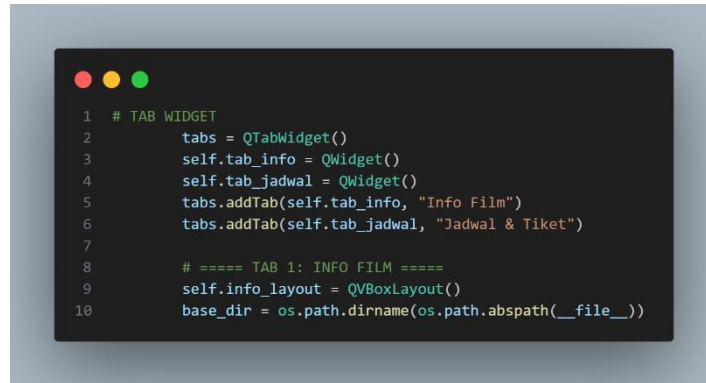 1 # TAB WIDGET
2 tabs = QTabWidget()
3 self.tab_info = QWidget()
4 self.tab_jadwal = QWidget()
5 tabs.addTab(self.tab_info, "Info Film")
6 tabs.addTab(self.tab_jadwal, "Jadwal & Tiket")
7
8 # ===== TAB 1: INFO FILM =====
9 self.info_layout = QVBoxLayout()
10 base_dir = os.path.dirname(os.path.abspath(__file__))